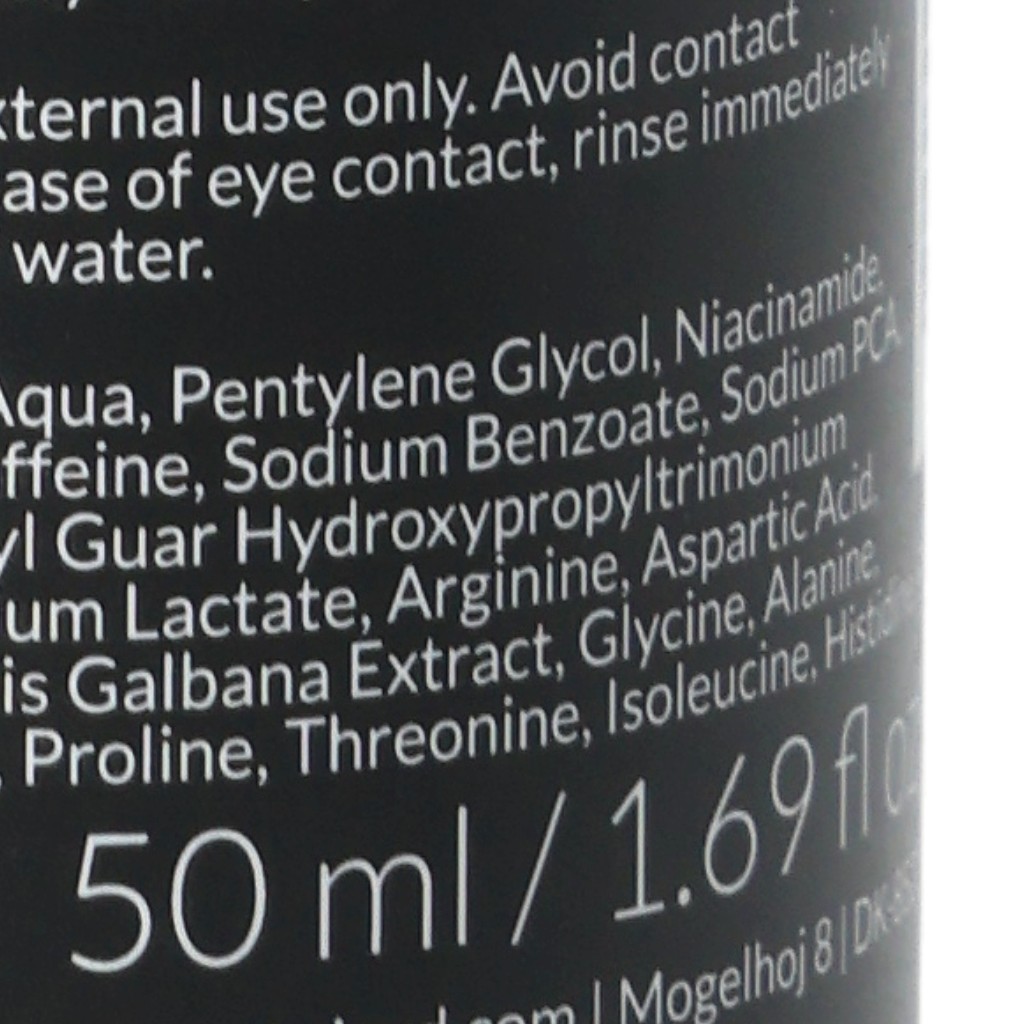 xternal use only. Avoid contact
ase of eye contact, rinse immediately
water.
Aqua, Pentylene Glycol, Niacinamide,
ffeine, Sodium Benzoate, Sodium PCA,
yl Guar Hydroxypropyltrimonium
um Lactate, Arginine, Aspartic Acid,
is Galbana Extract, Glycine, Alanine,
, Proline, Threonine, Isoleucine,
50 ml / 1.69 fl oz
| Mogelhoj 8 |